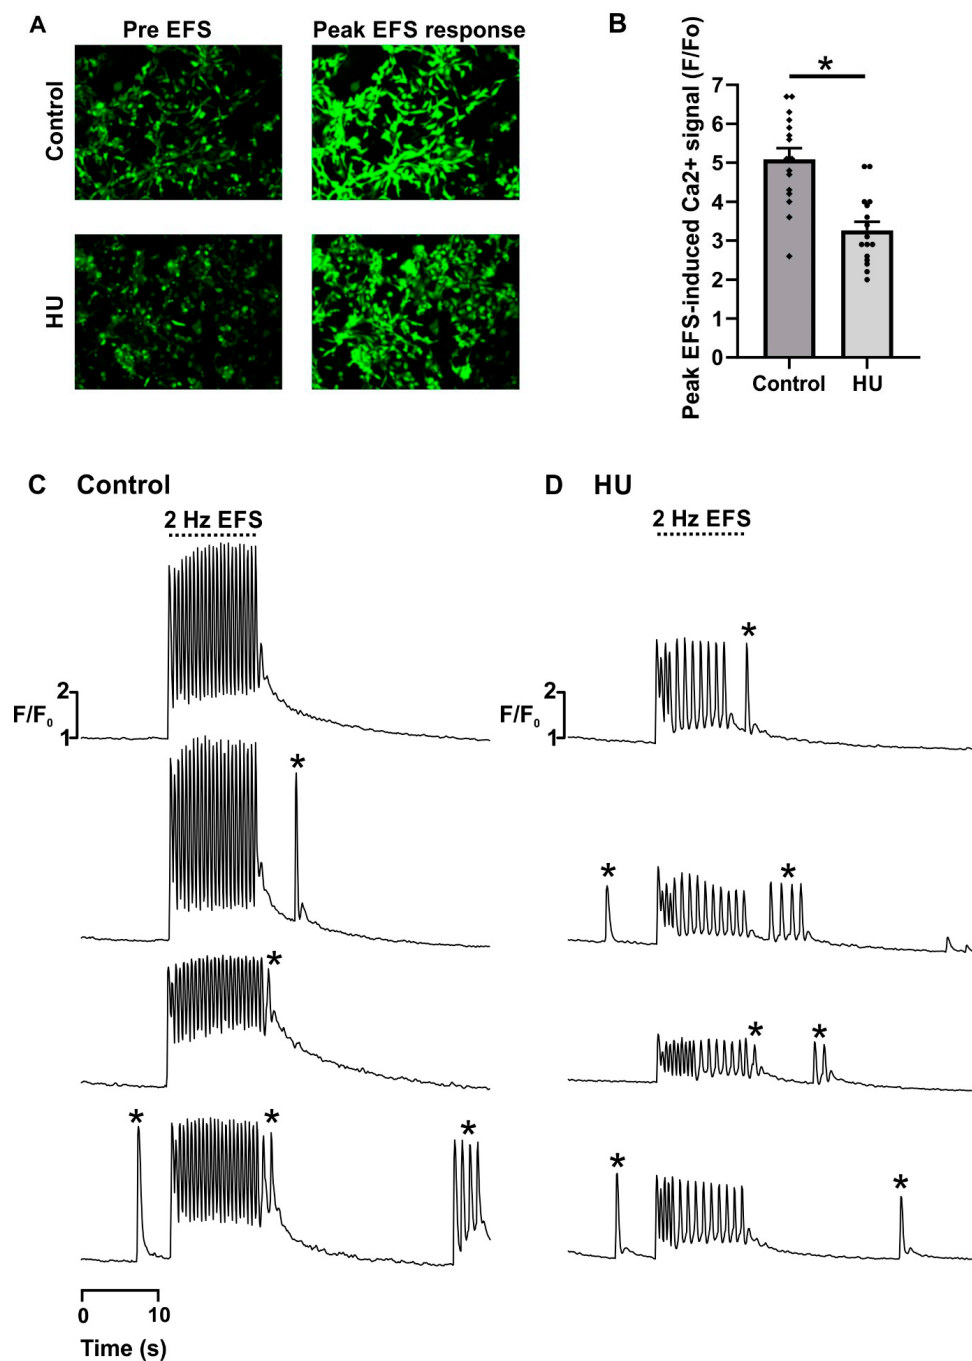 A
Pre EFS
Peak EFS response
Control
HU
B
*
Peak EFS-induced Ca2+ signal (F/Fo)
7
6
5
4
3
2
1
0
Control
HU
C Control
2 Hz EFS
2
F/F₀
1
*
*
*
*
*
0 10
Time (s)
D HU
2 Hz EFS
2
F/F₀
1
*
*
*
*
*
*
*